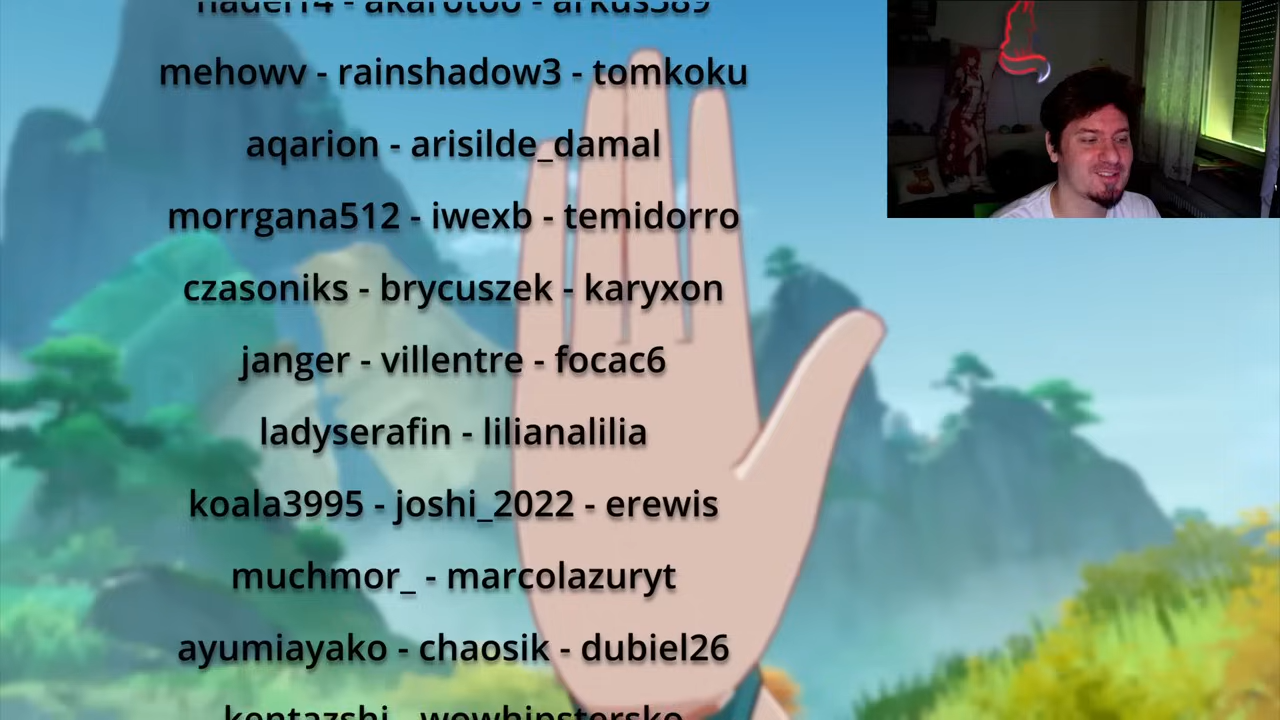 mehowv - rainshadow3 - tomkoku
aqarion - arisilde_damal
morrgana512 - iwexb - temidorro
czasoniks - brycuszek - karyxon
janger - villentre - focac6
ladyserafin - lilianalilia
koala3995 - joshi_2022 - erewis
muchmor_ - marcolazuryt
ayumiayako - chaosik - dubiel26